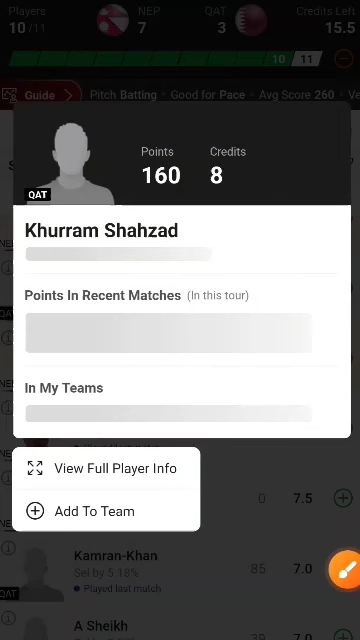 Players
NEP
QAT
Credits Left
10 / 11
7
3
15.5
10
11
Guide
Pitch Batting
Good for Pace
Avg Score 260
Points
Credits
160
8
QAT
Khurram Shahzad
Points In Recent Matches (In this tour)
In My Teams
View Full Player Info
0
7.5
Add To Team
Kamran-Khan
Sel by 5.18%
85
7.0
Played last match
A Sheikh
7.0